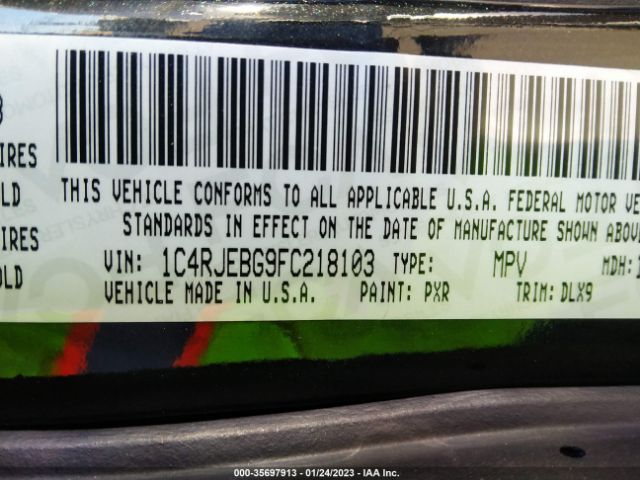 IRES
THIS VEHICLE CONFORMS TO ALL APPLICABLE U.S.A. FEDERAL MOTOR VE
OLD
STANDARDS IN EFFECT ON THE DATE OF MANUFACTURE SHOWN ABOVE
IRES
VIN: 1C4RJEBG9FC218103 TYPE: MPV MDH:
OLD
VEHICLE MADE IN U.S.A. PAINT: PXR TRIM: DLX9
000-35697913 - 01/24/2023 - IAA Inc.